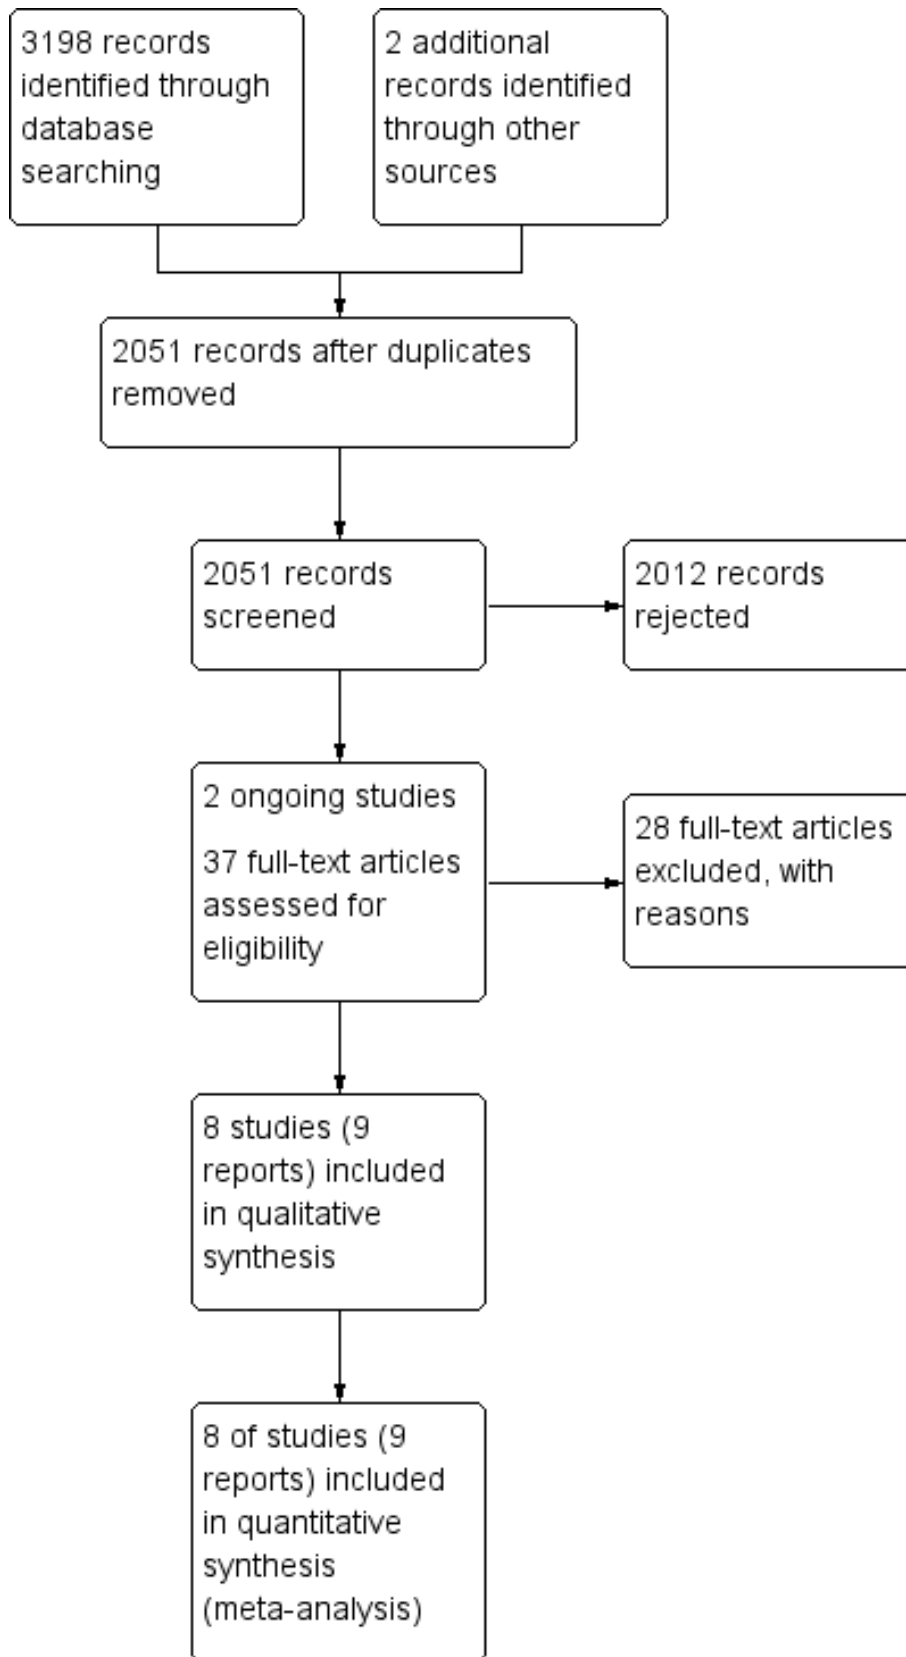 3198 records
identified through
database
searching
2 additional
records identified
through other
sources
2051 records after duplicates
removed
2051 records
screened
2012 records
rejected
2 ongoing studies
37 full-text articles
assessed for
eligibility
28 full-text articles
excluded, with
reasons
8 studies (9
reports) included
in qualitative
synthesis
8 of studies (9
reports) included
in quantitative
synthesis
(meta-analysis)